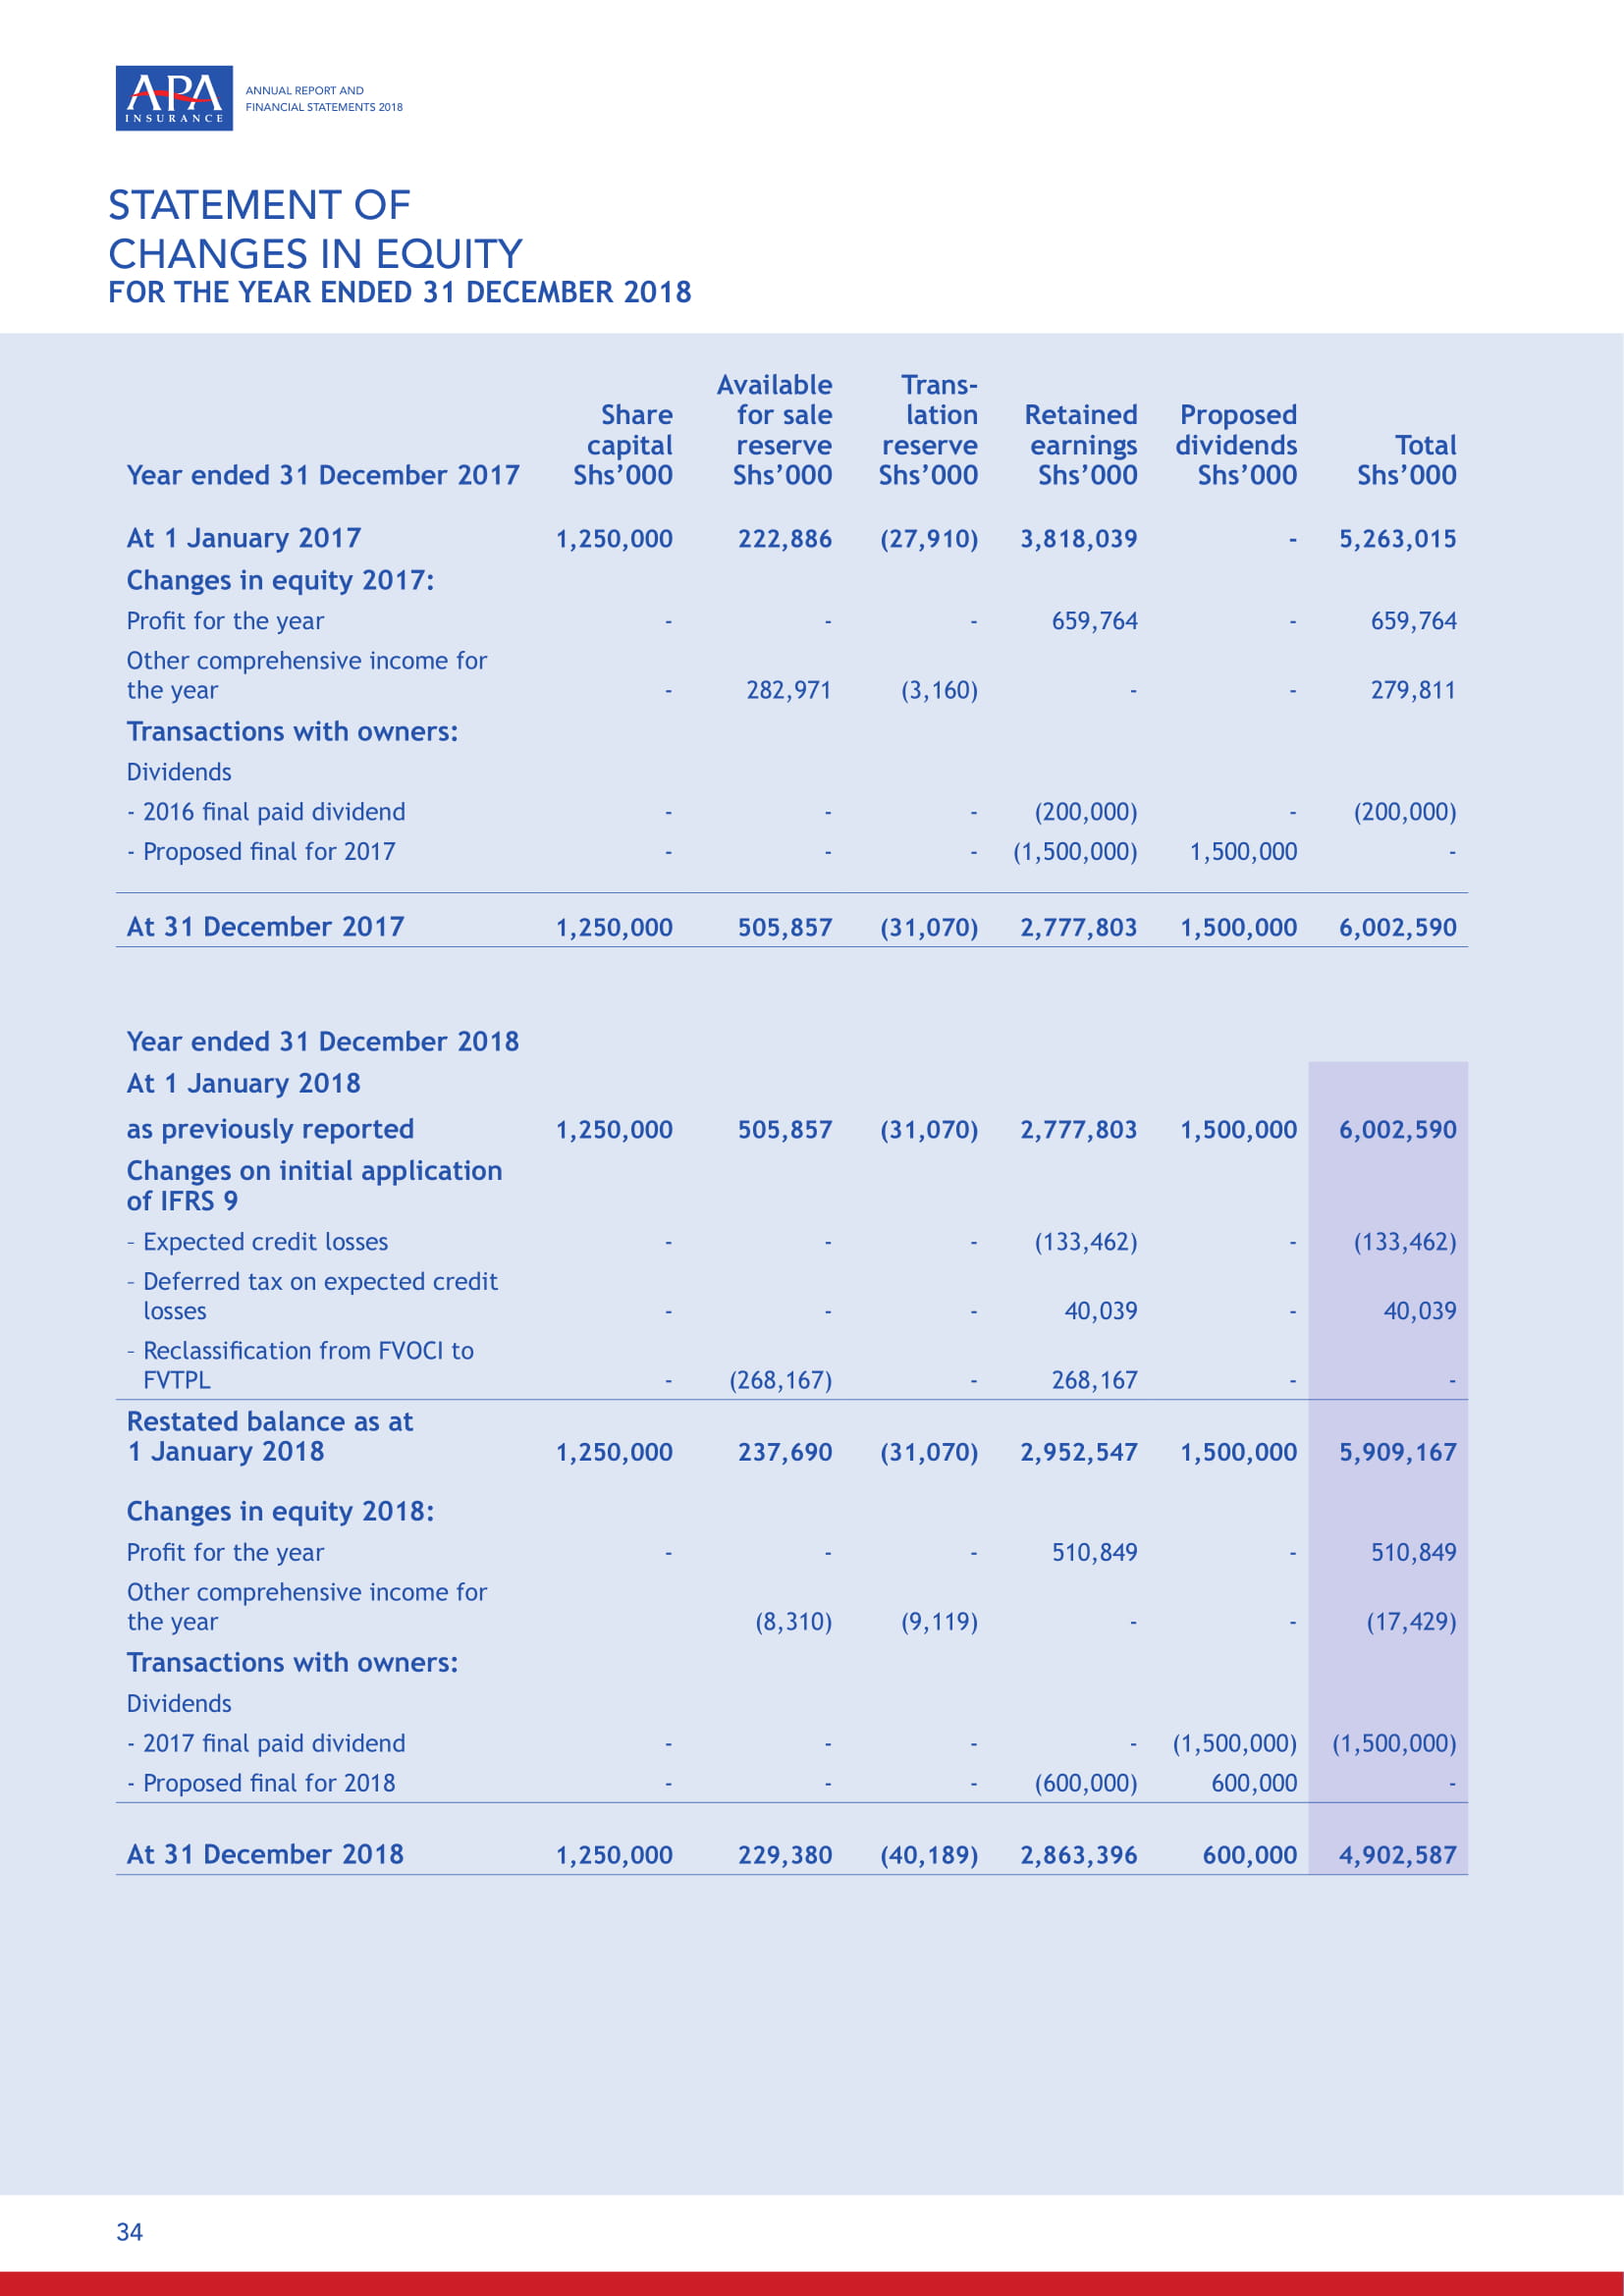 APA
INSURANCE
ANNUAL REPORT AND
FINANCIAL STATEMENTS 2018
STATEMENT OF
CHANGES IN EQUITY
FOR THE YEAR ENDED 31 DECEMBER 2018
Available Trans-
Share for sale lation Retained Proposed
capital reserve reserve earnings dividends Total
Year ended 31 December 2017 Shs’000 Shs’000 Shs’000 Shs’000 Shs’000 Shs’000
At 1 January 2017 1,250,000 222,886 (27,910) 3,818,039 - 5,263,015
Changes in equity 2017:
Profit for the year - - - 659,764 - 659,764
Other comprehensive income for
the year - 282,971 (3,160) - - 279,811
Transactions with owners:
Dividends
- 2016 final paid dividend - - - (200,000) - (200,000)
- Proposed final for 2017 - - - (1,500,000) 1,500,000 -
At 31 December 2017 1,250,000 505,857 (31,070) 2,777,803 1,500,000 6,002,590
Year ended 31 December 2018
At 1 January 2018
as previously reported 1,250,000 505,857 (31,070) 2,777,803 1,500,000 6,002,590
Changes on initial application
of IFRS 9
– Expected credit losses - - - (133,462) - (133,462)
– Deferred tax on expected credit
losses - - - 40,039 - 40,039
– Reclassification from FVOCI to
FVTPL - (268,167) - 268,167 - -
Restated balance as at
1 January 2018 1,250,000 237,690 (31,070) 2,952,547 1,500,000 5,909,167
Changes in equity 2018:
Profit for the year - - - 510,849 - 510,849
Other comprehensive income for
the year (8,310) (9,119) - - (17,429)
Transactions with owners:
Dividends
- 2017 final paid dividend - - - - (1,500,000) (1,500,000)
- Proposed final for 2018 - - - (600,000) 600,000 -
At 31 December 2018 1,250,000 229,380 (40,189) 2,863,396 600,000 4,902,587
34